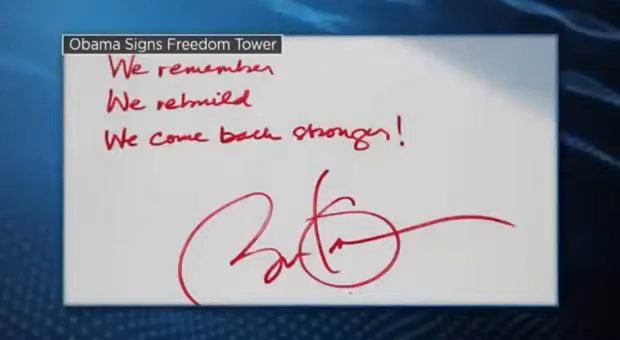 Obama Signs Freedom Tower
We remember
We rebuild
We come back stronger!